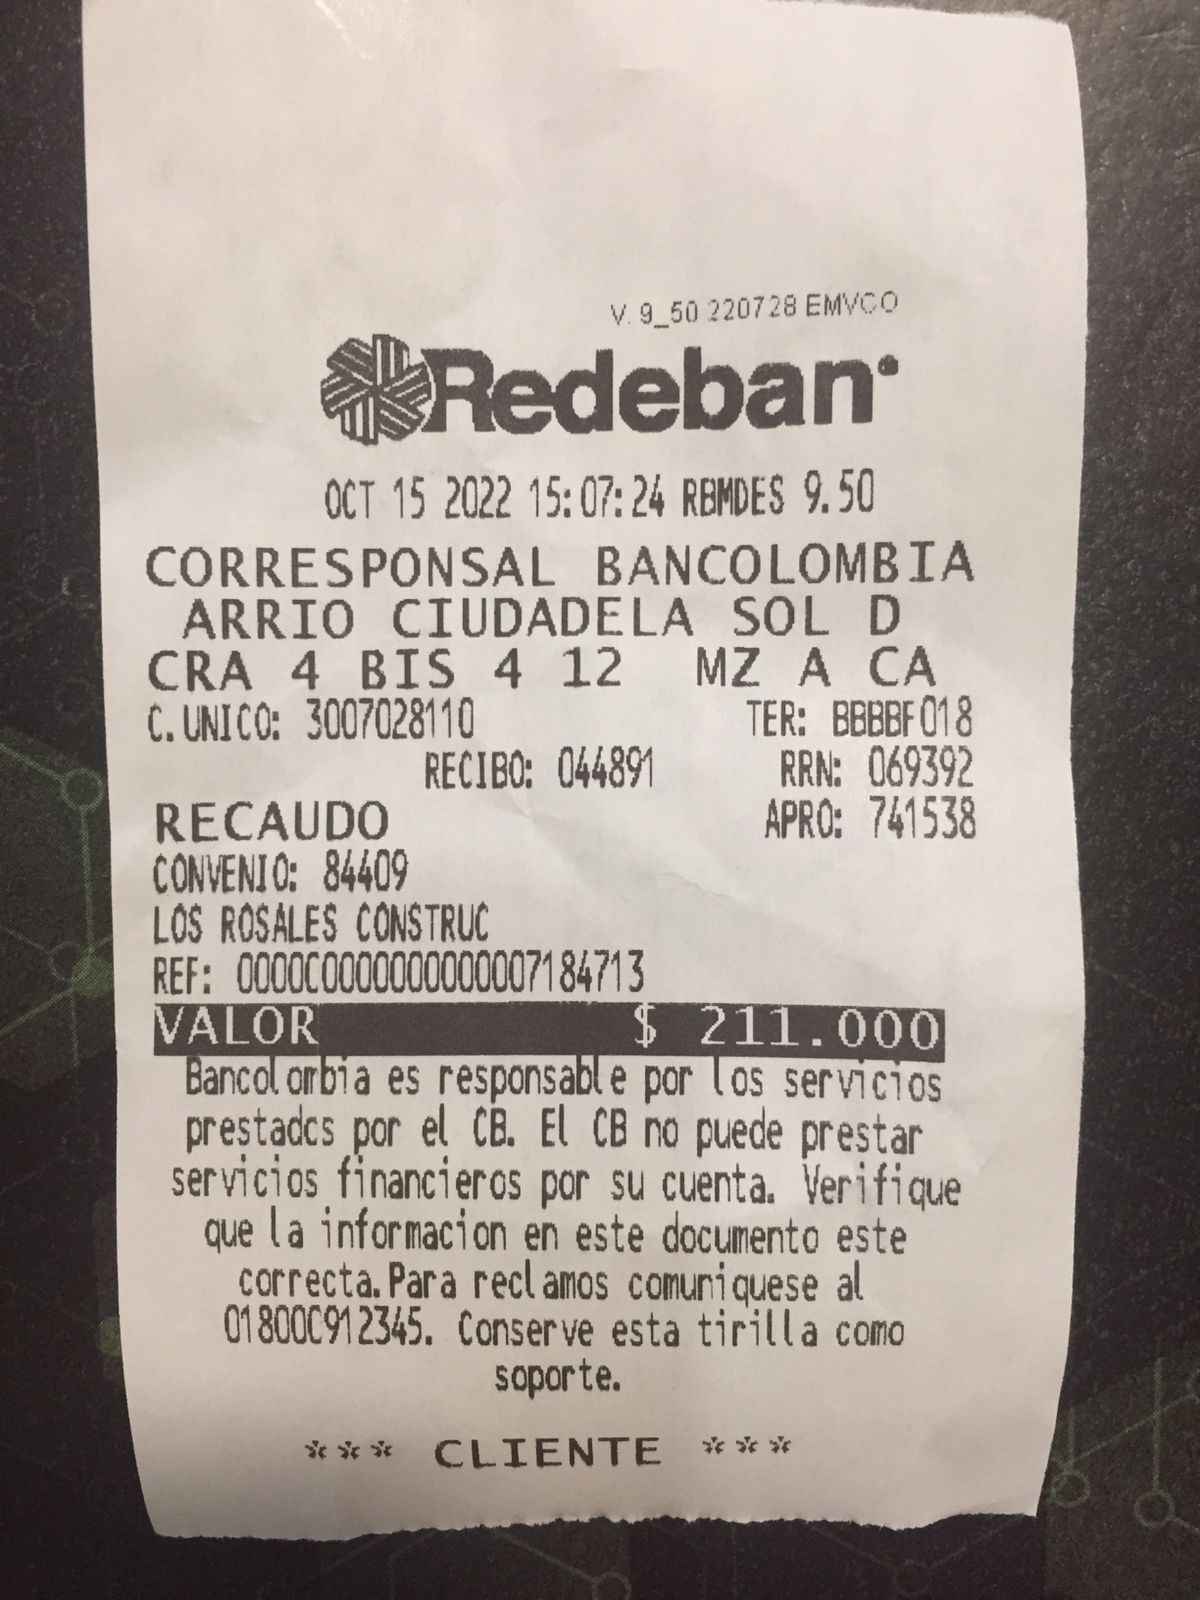 V. 9_50 220728 EMVCO
Redeban
OCT 15 2022 15:07:24 RBMDES 9.50
CORRESPONSAL BANCOLOMBIA
ARRIO CIUDADELA SOL D
CRA 4 BIS 4 12 MZ A CA
C.UNICO: 3007028110 TER: BBBBF018
RECIBO: 044891 RRN: 069392
RECAUDO APRO: 741538
CONVENIO: 84409
LOS ROSALES CONSTRUC
REF: 000000000000000007184713
VALOR $ 211.000
Bancolombia es responsable por los servicios
prestados por el CB. El CB no puede prestar
servicios financieros por su cuenta. Verifique
que la informacion en este documento este
correcta.Para reclamos comuniquese al
018000912345. Conserve esta tirilla como
soporte.
*** CLIENTE ***